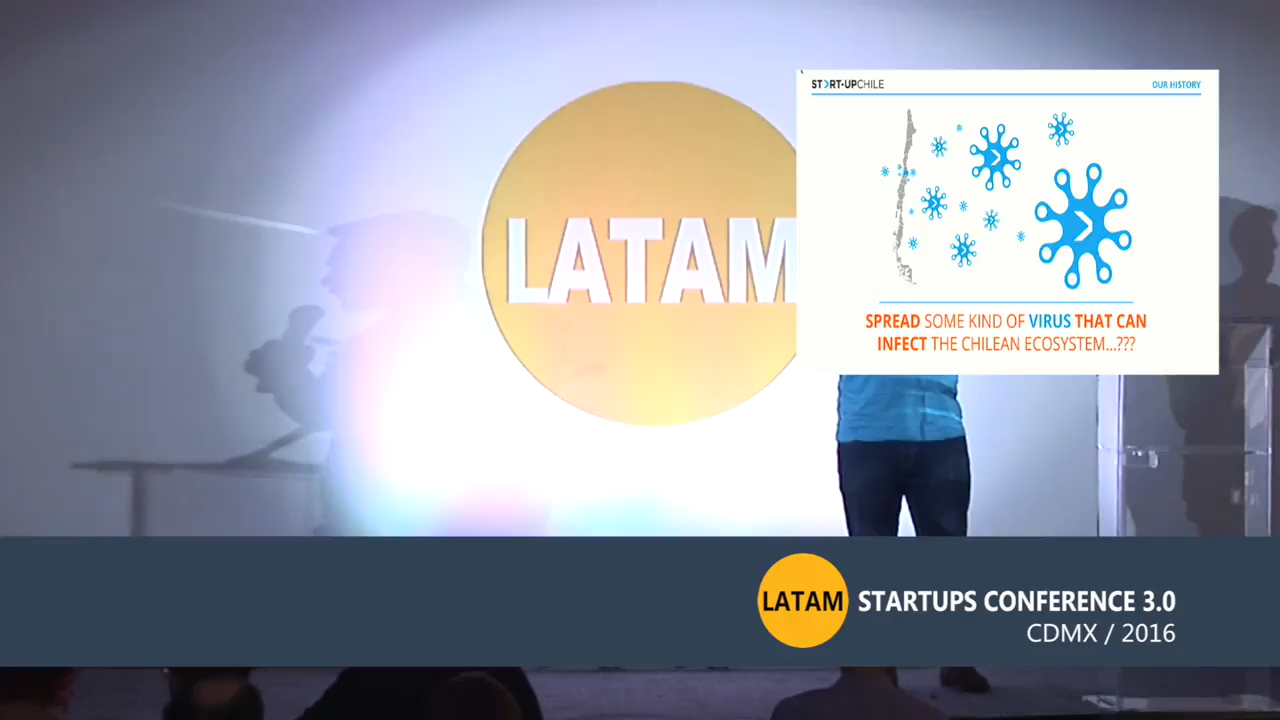 LATAM
ST>RT-UPCHILE
OUR HISTORY
SPREAD SOME KIND OF VIRUS THAT CAN
INFECT THE CHILEAN ECOSYSTEM...???
LATAM
STARTUPS CONFERENCE 3.0
CDMX / 2016